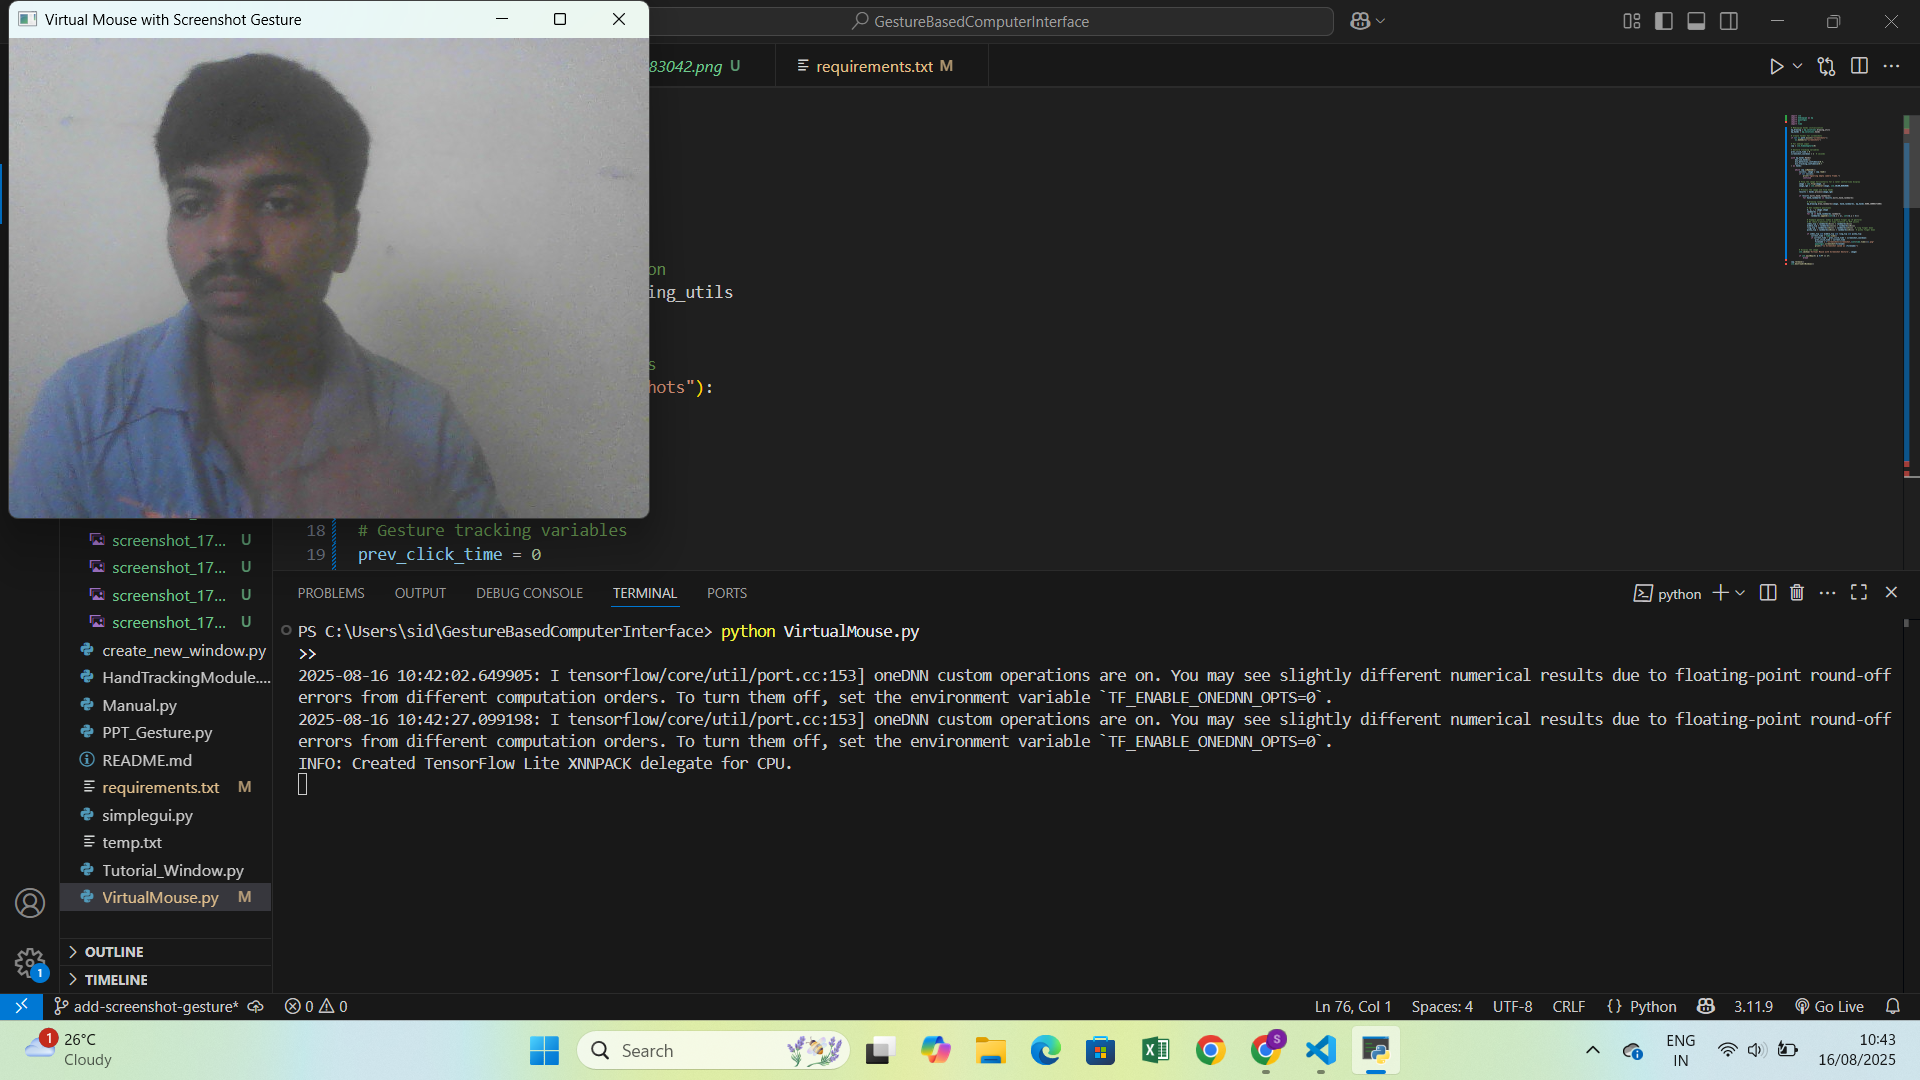 Virtual Mouse with Screenshot Gesture
GestureBasedComputerInterface
83042.png U
requirements.txt M
on
ing_utils
s
hots"):
18 # Gesture tracking variables
19 prev_click_time = 0
screenshot_17... U
screenshot_17... U
screenshot_17... U
screenshot_17... U
create_new_window.py
HandTrackingModule....
Manual.py
PPT_Gesture.py
README.md
requirements.txt M
simplegui.py
temp.txt
Tutorial_Window.py
VirtualMouse.py M
OUTLINE
TIMELINE
1
PROBLEMS OUTPUT DEBUG CONSOLE TERMINAL PORTS
python
PS C:\Users\sid\GestureBasedComputerInterface> python VirtualMouse.py
>>
2025-08-16 10:42:02.649905: I tensorflow/core/util/port.cc:153] oneDNN custom operations are on. You may see slightly different numerical results due to floating-point round-off
errors from different computation orders. To turn them off, set the environment variable `TF_ENABLE_ONEDNN_OPTS=0`.
2025-08-16 10:42:27.099198: I tensorflow/core/util/port.cc:153] oneDNN custom operations are on. You may see slightly different numerical results due to floating-point round-off
errors from different computation orders. To turn them off, set the environment variable `TF_ENABLE_ONEDNN_OPTS=0`.
INFO: Created TensorFlow Lite XNNPACK delegate for CPU.
add-screenshot-gesture* 0 0
Ln 76, Col 1 Spaces: 4 UTF-8 CRLF {} Python 3.11.9 Go Live
1
26°C
Cloudy
Search
S
ENG
IN
10:43
16/08/2025